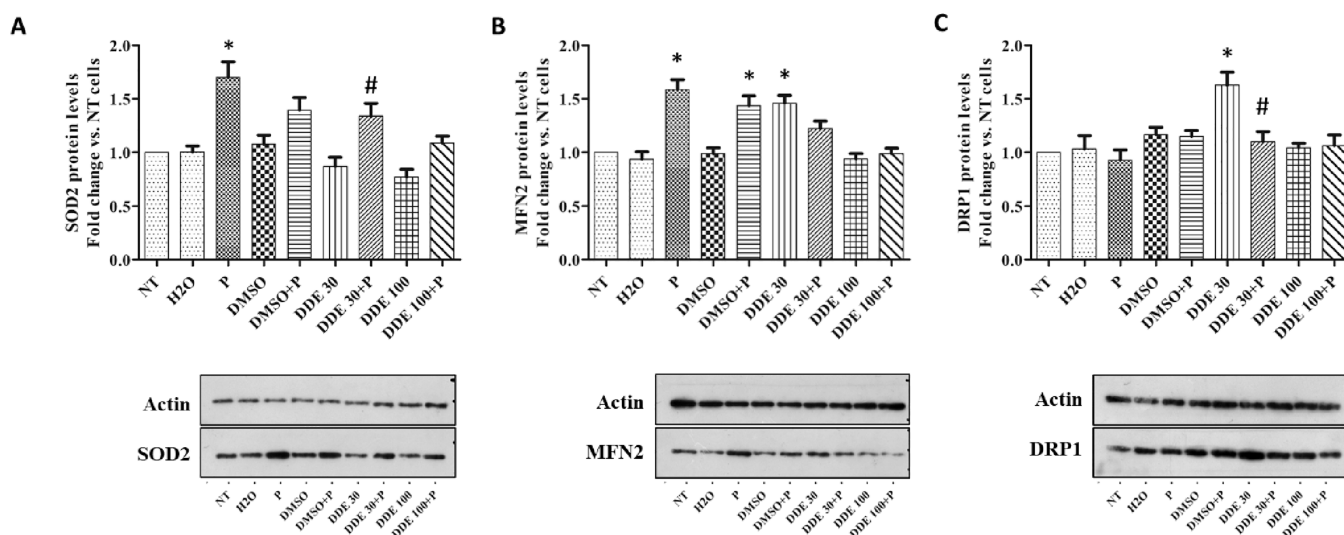 A
SOD2 protein levels
Fold change vs. NT cells
2.0
1.5
1.0
0.5
0.0
*
#
NT
H2O
P
DMSO
DMSO+P
DDE 30
DDE 30+P
DDE 100
DDE 100+P
Actin
SOD2
NT
H2O
P
DMSO
DMSO+P
DDE 30
DDE 30+P
DDE 100
DDE 100+P
B
MFN2 protein levels
Fold change vs. NT cells
2.0
1.5
1.0
0.5
0.0
*
*
*
NT
H2O
P
DMSO
DMSO+P
DDE 30
DDE 30+P
DDE 100
DDE 100+P
Actin
MFN2
NT
H2O
P
DMSO
DMSO+P
DDE 30
DDE 30+P
DDE 100
DDE 100+P
C
DRP1 protein levels
Fold change vs. NT cells
2.0
1.5
1.0
0.5
0.0
*
#
NT
H2O
P
DMSO
DMSO+P
DDE 30
DDE 30+P
DDE 100
DDE 100+P
Actin
DRP1
NT
H2O
P
DMSO
DMSO+P
DDE 30
DDE 30+P
DDE 100
DDE 100+P